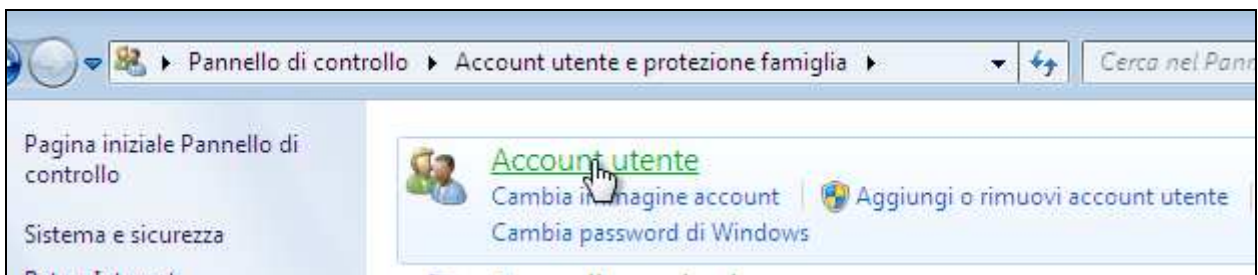 Pannello di controllo Account utente e protezione famiglia Cerca nel
Pagina iniziale Pannello di
controllo
Account utente
Cambia immagine account Aggiungi o rimuovi account utente
Sistema e sicurezza
Cambia password di Windows